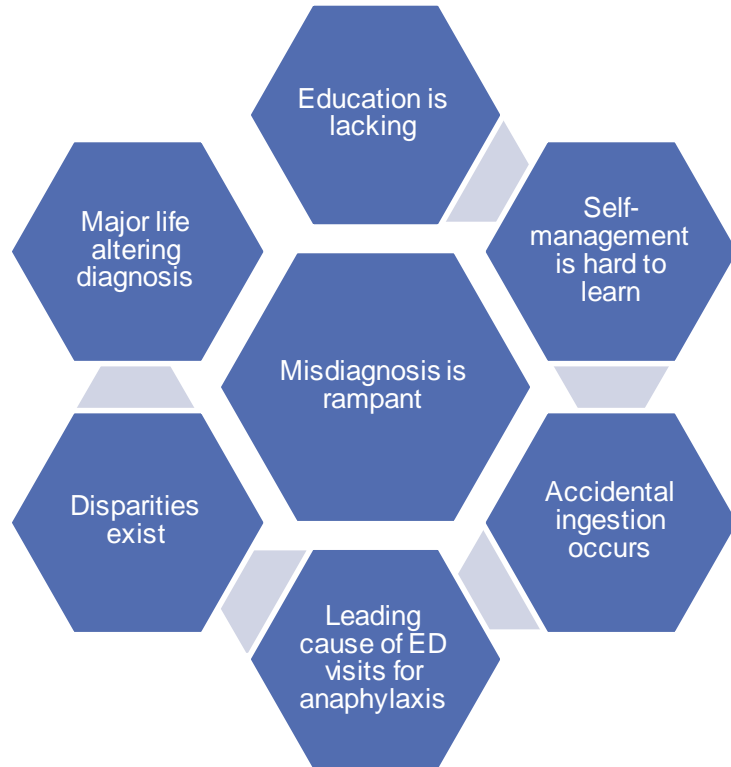 Education is
lacking
Self-
management
is hard to
learn
Accidental
ingestion
occurs
Leading
cause of ED
visits for
anaphylaxis
Disparities
exist
Major life
altering
diagnosis
Misdiagnosis is
rampant